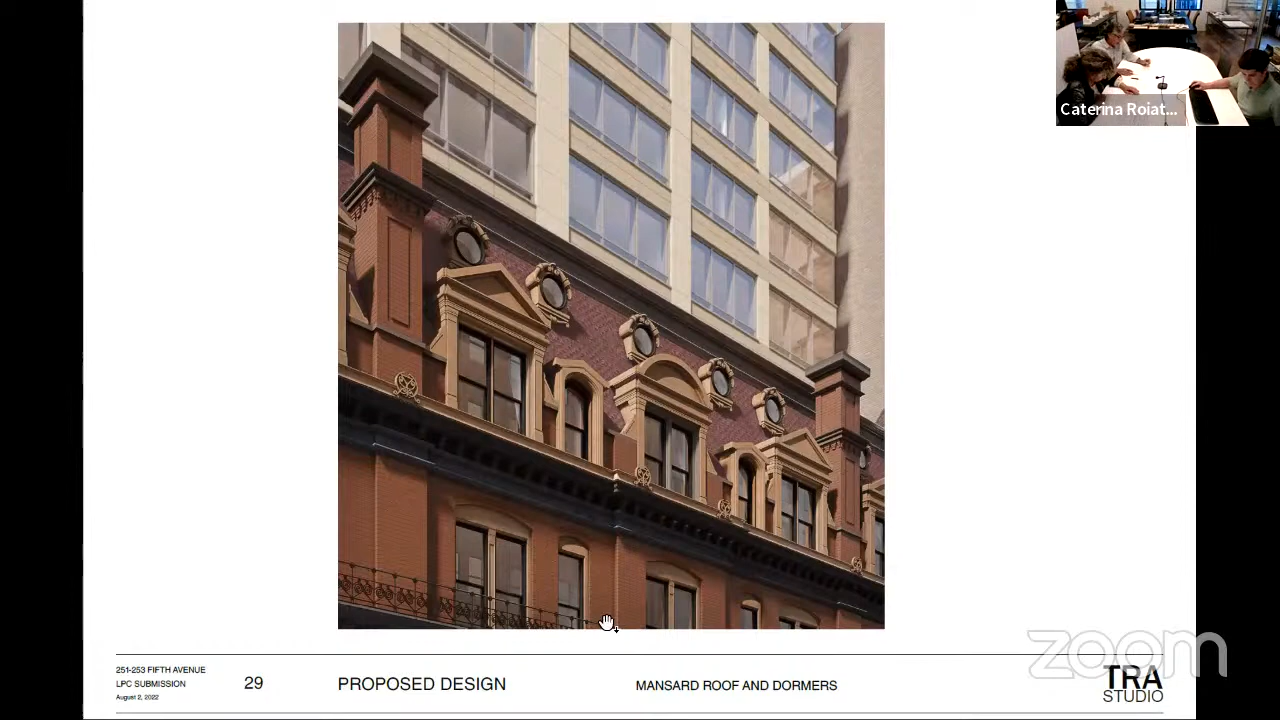 Caterina Roiat...
251-253 FIFTH AVENUE
LPC SUBMISSION
August 2, 2022
29
PROPOSED DESIGN
MANSARD ROOF AND DORMERS
zoom
TRA
STUDIO